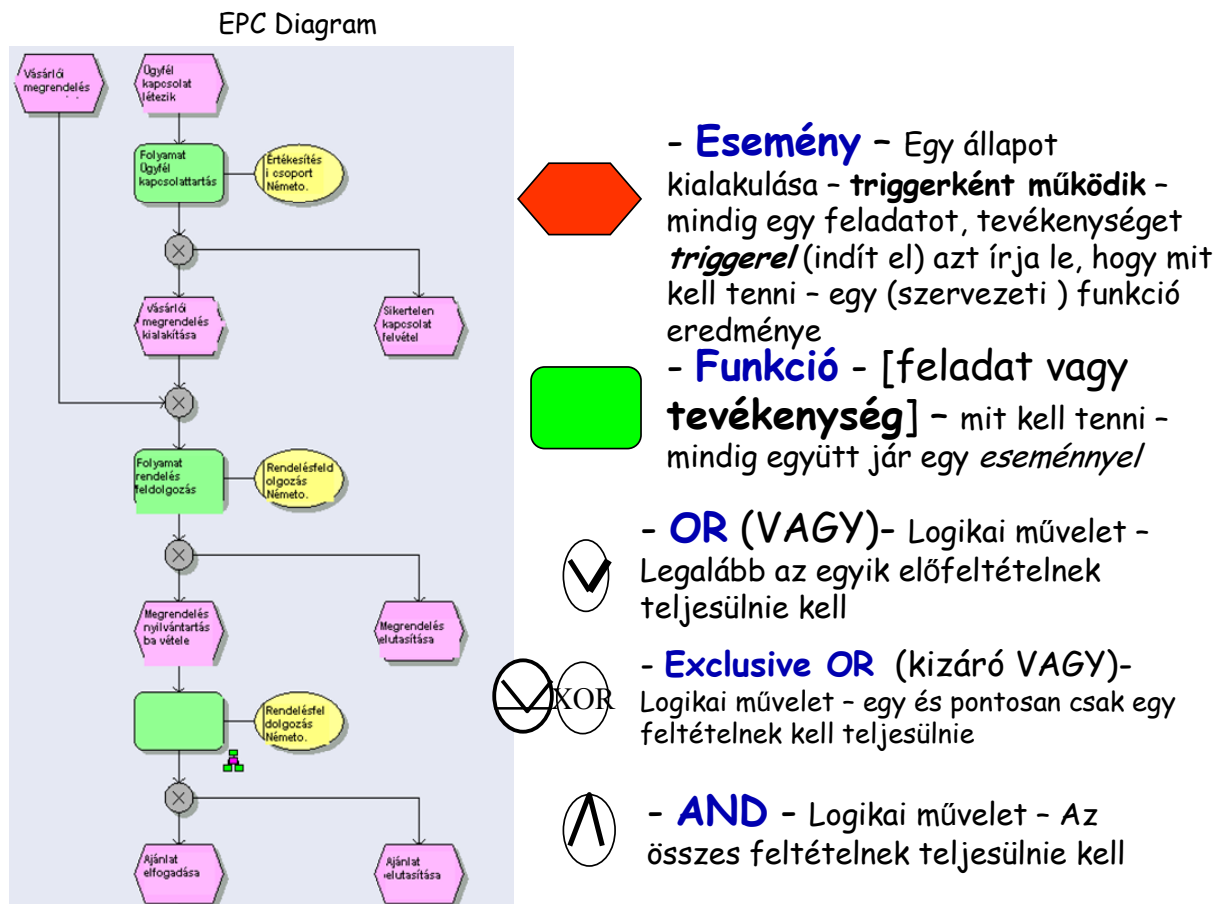 EPC Diagram
Vásárlói
megrendelés
Ügyfél
kapcsolat
létezik
Folyamat
Ügyfél
kapcsolattartás
Értékesítés
i csoport
Németo.
Vásárlói
megrendelés
kialakítása
Sikertelen
kapcsolat
felvétel
Folyamat
rendelés
feldolgozás
Rendelésfeld
olgozás
Németo.
Megrendelés
nyilvántartás
ba vétele
Megrendelés
elutasítása
Rendelésfel
dolgozás
Németo.
Ajánlat
elfogadása
Ajánlat
elutasítása
- Esemény – Egy állapot
kialakulása – triggerként működik –
mindig egy feladatot, tevékenységet
triggerel (indít el) azt írja le, hogy mit
kell tenni – egy (szervezeti ) funkció
eredménye
- Funkció - [feladat vagy
tevékenység] – mit kell tenni –
mindig együtt jár egy eseménnyel
- OR (VAGY)- Logikai művelet –
Legalább az egyik előfeltételnek
teljesülnie kell
XOR
- Exclusive OR (kizáró VAGY)-
Logikai művelet – egy és pontosan csak egy
feltételnek kell teljesülnie
- AND - Logikai művelet – Az
összes feltételnek teljesülnie kell